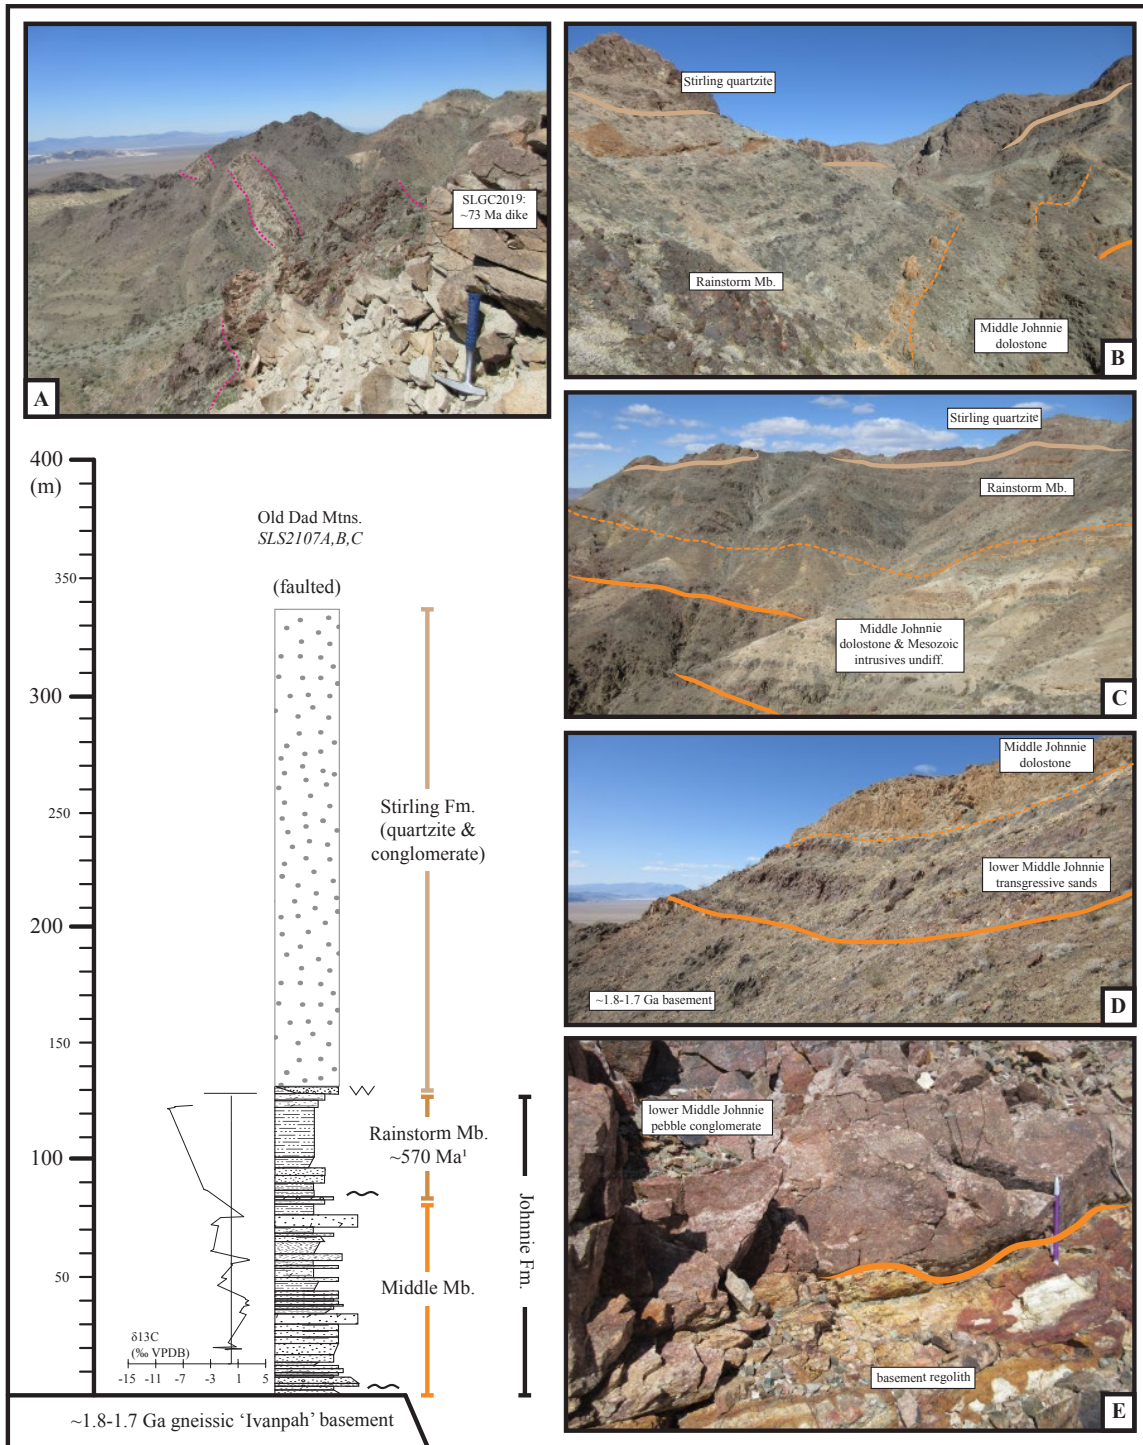 SLGC2019:
~73 Ma dike
A
Stirling quartzite
Rainstorm Mb.
Middle Johnnie
dolostone
B
Stirling quartzite
Rainstorm Mb.
Middle Johnnie
dolostone & Mesozoic
intrusives undiff.
C
Middle Johnnie
dolostone
lower Middle Johnnie
transgressive sands
~1.8-1.7 Ga basement
D
lower Middle Johnnie
pebble conglomerate
basement regolith
E
400
(m)
350
300
250
200
150
100
50
Old Dad Mtns.
SLS2107A,B,C
(faulted)
Stirling Fm.
(quartzite &
conglomerate)
Rainstorm Mb.
~570 Ma¹
Middle Mb.
Johnnie Fm.
δ13C
(‰ VPDB)
-15 -11 -7 -3 1 5
~1.8-1.7 Ga gneissic ‘Ivanpah’ basement